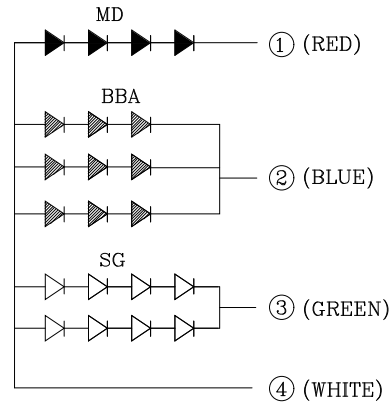 MD
① (RED)
BBA
② (BLUE)
SG
③ (GREEN)
④ (WHITE)